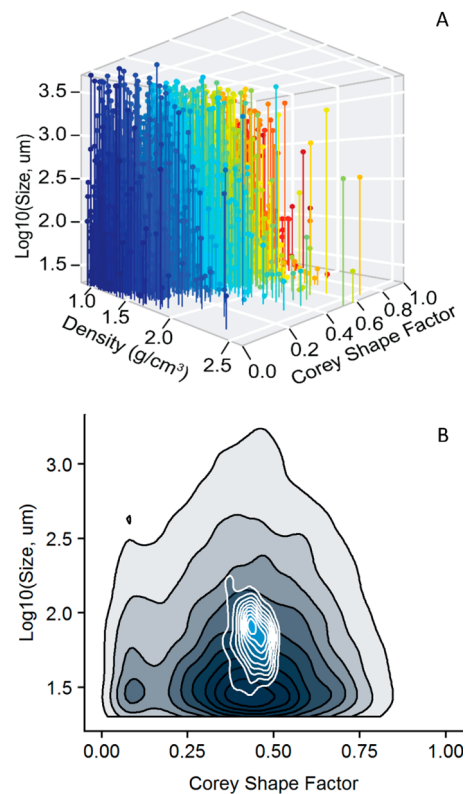 A
Log10(Size, um)
3.5
3.0
2.5
2.0
1.5
1.0
1.5
2.0
2.5
Density (g/cm³)
0.0
0.2
0.4
0.6
0.8
1.0
Corey Shape Factor
B
Log10(Size, um)
3.0
2.5
2.0
1.5
0.00 0.25 0.50 0.75 1.00
Corey Shape Factor